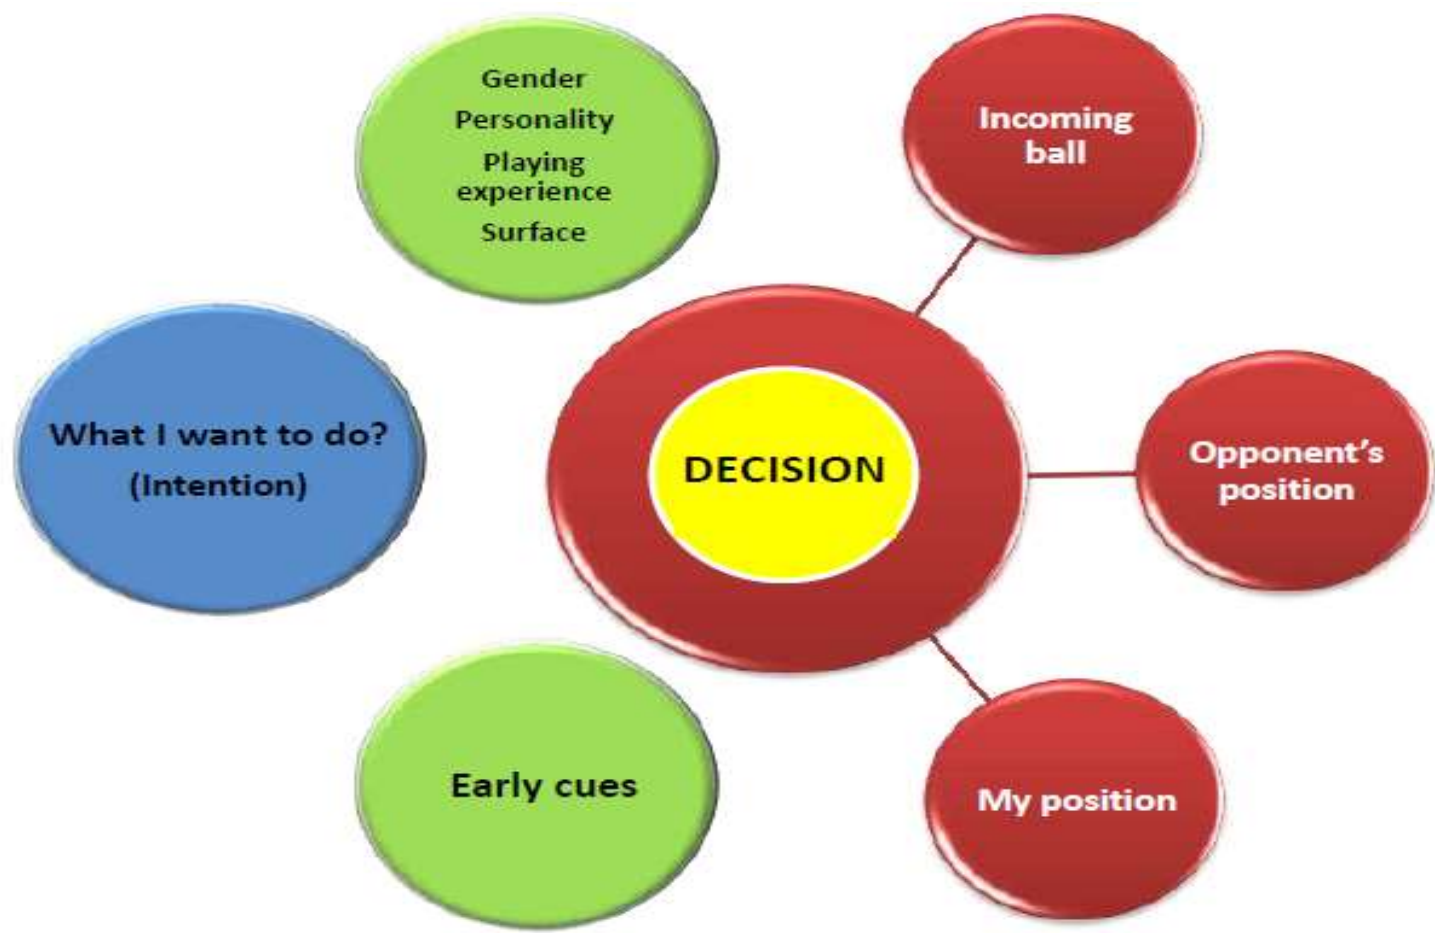 Gender
Personality
Playing
experience
Surface
Incoming
ball
What I want to do?
(Intention)
DECISION
Opponent’s
position
Early cues
My position